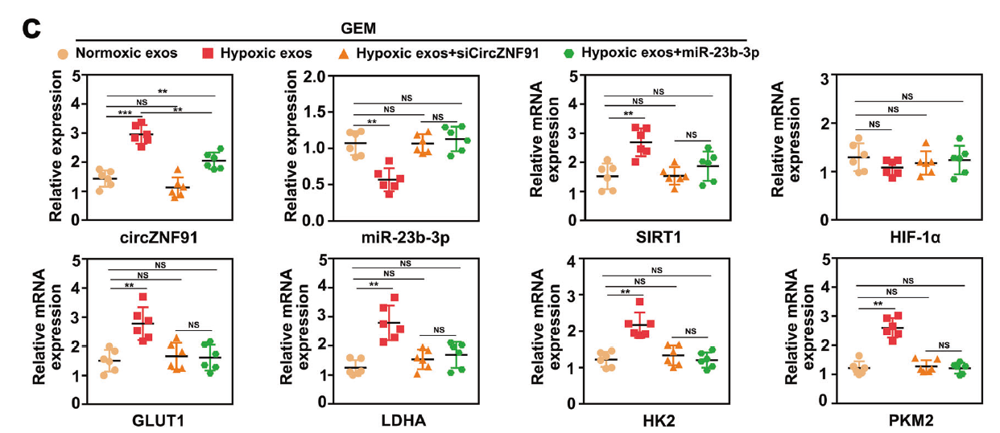 C
GEM
Normoxic exos Hypoxic exos Hypoxic exos+siCircZNF91 Hypoxic exos+miR-23b-3p
Relative expression
5
4
3
2
1
0
**
NS
*** **
circZNF91
Relative expression
2.0
1.5
1.0
0.5
0.0
NS
NS
** NS
miR-23b-3p
Relative mRNA
expression
5
4
3
2
1
0
NS
NS
**
NS
SIRT1
Relative mRNA
expression
3
2
1
0
NS
NS
NS
HIF-1α
Relative mRNA
expression
5
4
3
2
1
0
NS
NS
**
NS
GLUT1
Relative mRNA
expression
5
4
3
2
1
0
NS
NS
**
NS
LDHA
Relative mRNA
expression
4
3
2
1
0
NS
NS
**
NS
HK2
Relative mRNA
expression
5
4
3
2
1
0
NS
NS
**
NS
PKM2